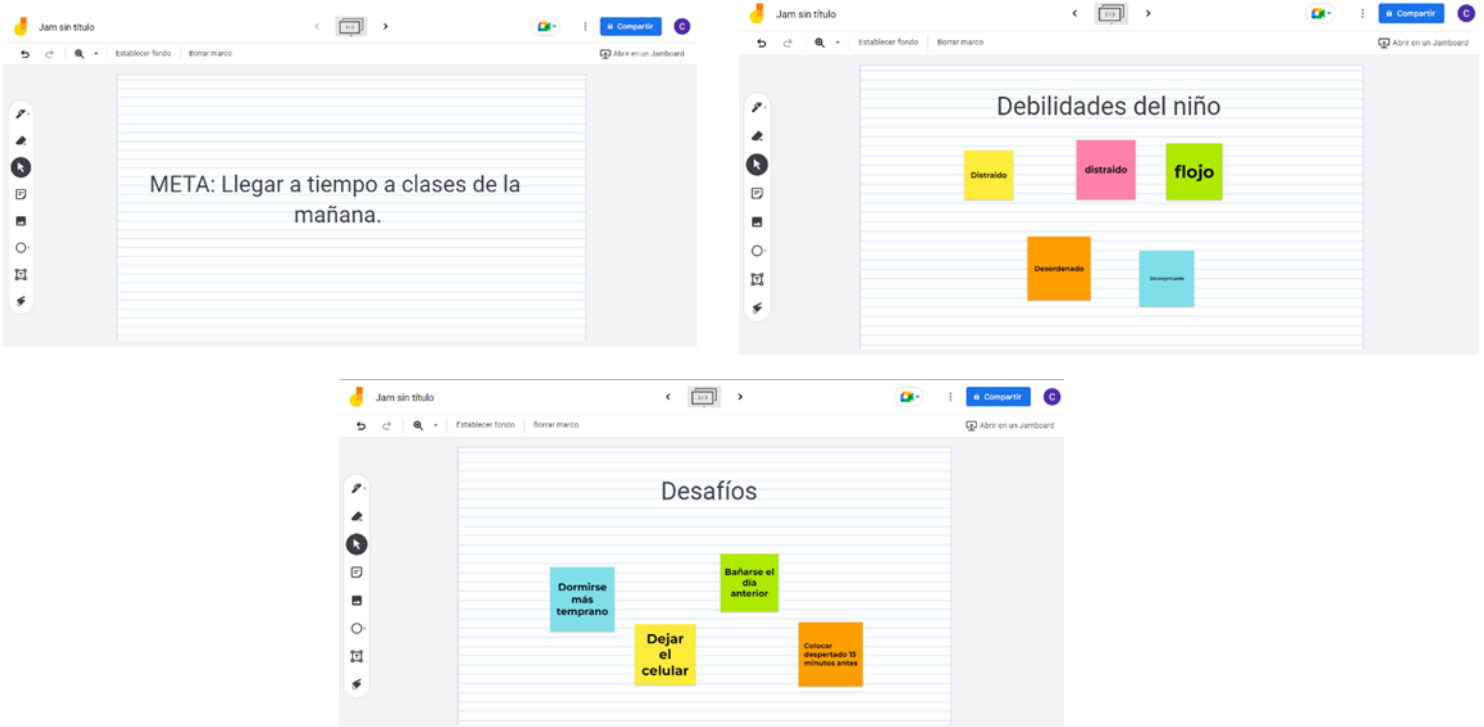 Jam sin título
Compartir
C
Establecer fondo
Borrar marco
Abrir en un Jamboard
META: Llegar a tiempo a clases de la
mañana.
Jam sin título
Compartir
C
Establecer fondo
Borrar marco
Abrir en un Jamboard
Debilidades del niño
Distraido
distraido
flojo
Desordenado
Jam sin título
Compartir
C
Establecer fondo
Borrar marco
Abrir en un Jamboard
Desafíos
Dormirse
más
temprano
Bañarse el
día
anterior
Dejar
el
celular
Colocar
despertado 15
minutos antes